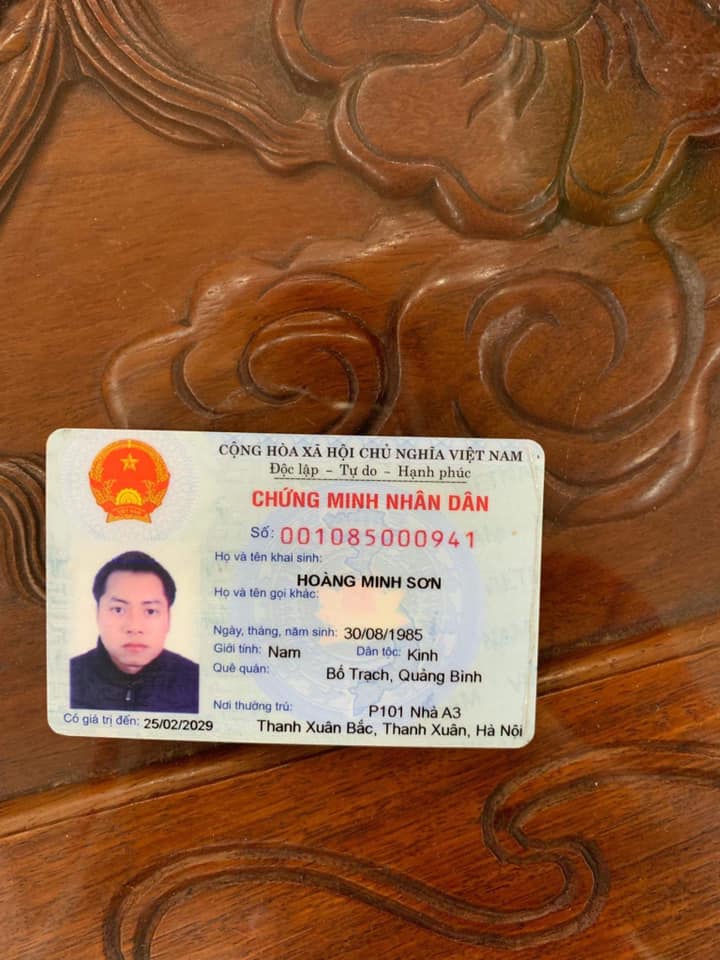 CỘNG HÒA XÃ HỘI CHỦ NGHĨA VIỆT NAM
Độc lập - Tự do - Hạnh phúc
CHỨNG MINH NHÂN DÂN
Số: 001085000941
Họ và tên khai sinh:
HOÀNG MINH SƠN
Họ và tên gọi khác:
Ngày, tháng, năm sinh: 30/08/1985
Giới tính: Nam Dân tộc: Kinh
Quê quán: Bố Trạch, Quảng Bình
Nơi thường trú: P101 Nhà A3
Thanh Xuân Bắc, Thanh Xuân, Hà Nội
Có giá trị đến: 25/02/2029